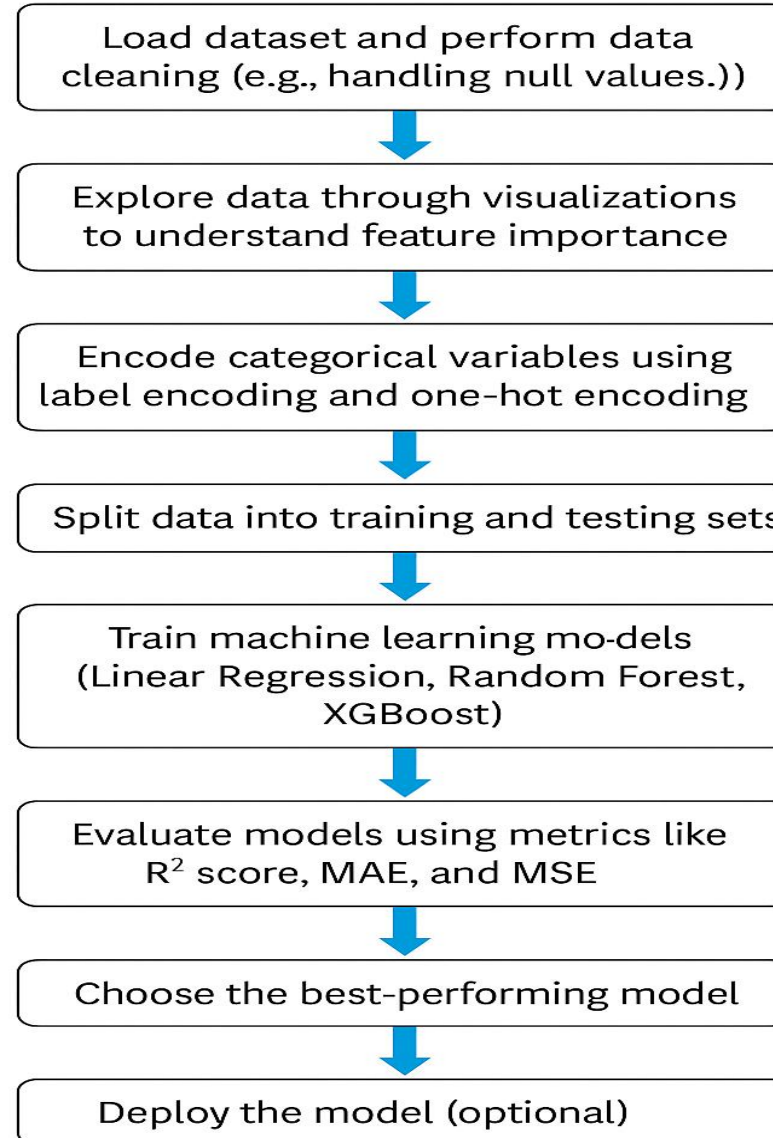 Load dataset and perform data
cleaning (e.g., handling null values.))
Explore data through visualizations
to understand feature importance
Encode categorical variables using
label encoding and one-hot encoding
Split data into training and testing sets
Train machine learning mo-dels
(Linear Regression, Random Forest,
XGBoost)
Evaluate models using metrics like
R² score, MAE, and MSE
Choose the best-performing model
Deploy the model (optional)